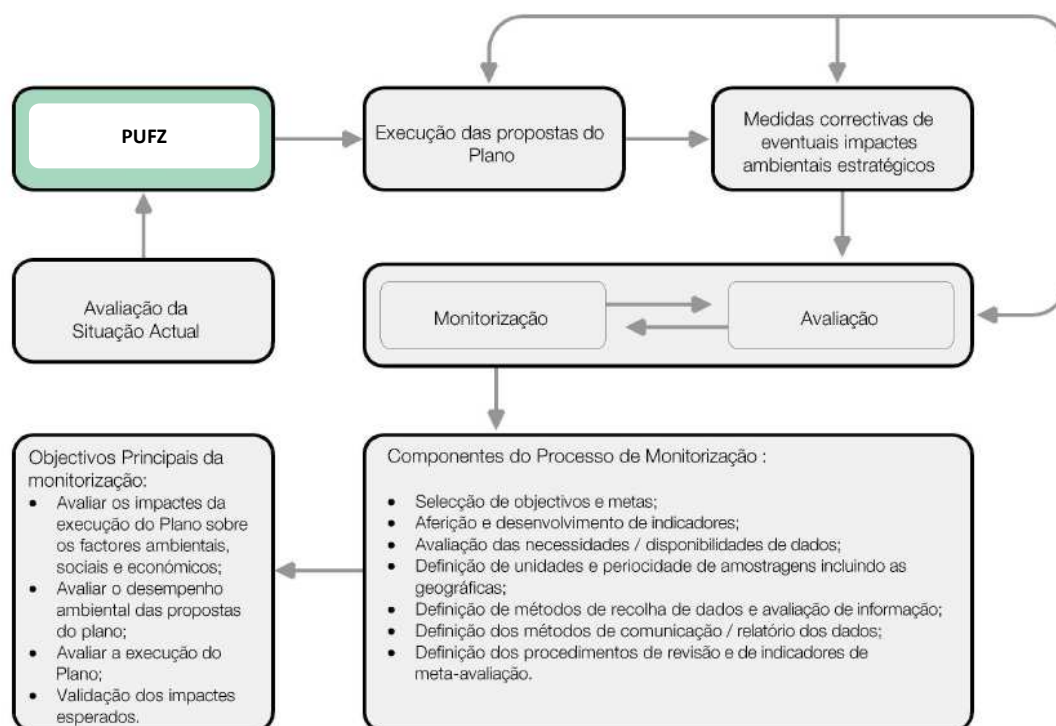 PUFZ
Execução das propostas do
Plano
Medidas correctivas de
eventuais impactes
ambientais estratégicos
Avaliação da
Situação Actual
Monitorização
Avaliação
Objectivos Principais da
monitorização:
• Avaliar os impactes da
execução do Plano sobre
os factores ambientais,
sociais e económicos;
• Avaliar o desempenho
ambiental das propostas
do plano;
• Avaliar a execução do
Plano;
• Validação dos impactes
esperados.
Componentes do Processo de Monitorização :
• Selecção de objectivos e metas;
• Aferição e desenvolvimento de indicadores;
• Avaliação das necessidades / disponibilidades de dados;
• Definição de unidades e periocidade de amostragens incluindo as
geográficas;
• Definição de métodos de recolha de dados e avaliação de informação;
• Definição dos métodos de comunicação / relatório dos dados;
• Definição dos procedimentos de revisão e de indicadores de
meta-avaliação.